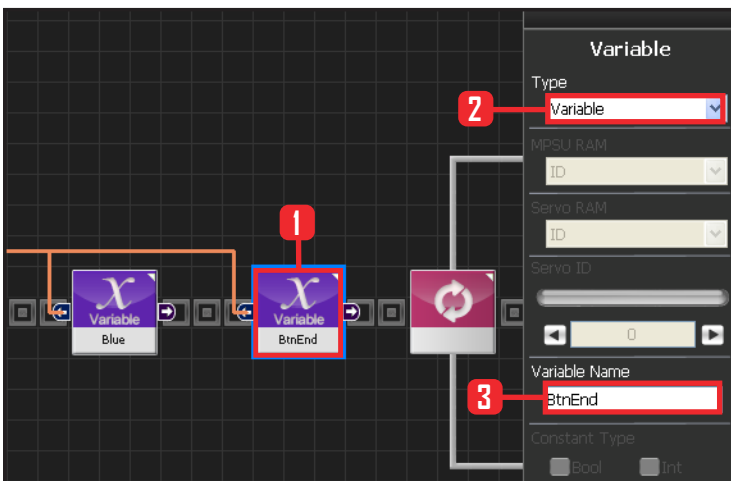 Variable
Type
2
Variable
MPSU RAM
ID
Servo RAM
ID
1
Servo ID
X
Variable
Blue
X
Variable
BtnEnd
0
Variable Name
3
BtnEnd
Constant Type
Bool
Int